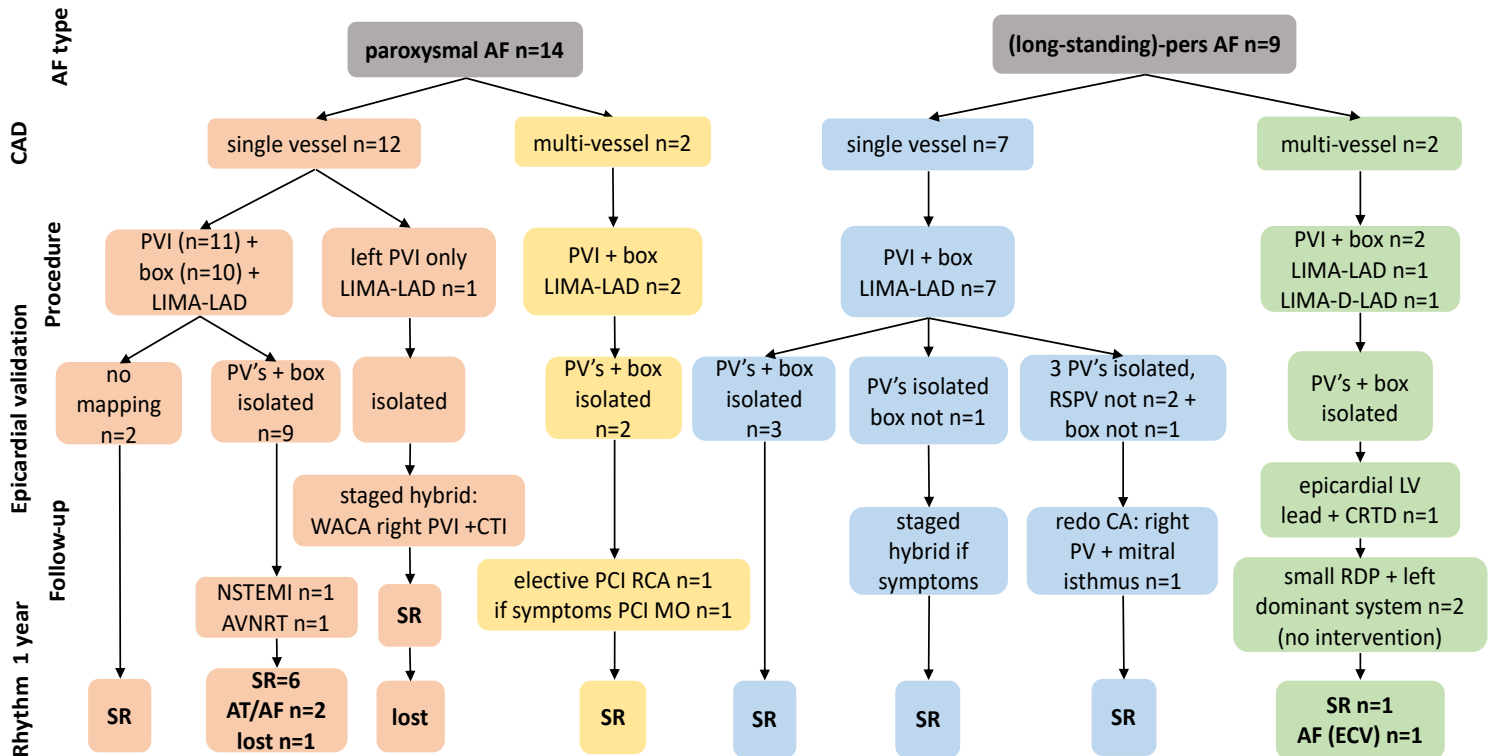 AF type
paroxysmal AF n=14
(long-standing)-pers AF n=9
CAD
single vessel n=12
multi-vessel n=2
single vessel n=7
multi-vessel n=2
Procedure
PVI (n=11) +
box (n=10) +
LIMA-LAD
left PVI only
LIMA-LAD n=1
PVI + box
LIMA-LAD n=2
PVI + box
LIMA-LAD n=7
PVI + box n=2
LIMA-LAD n=1
LIMA-D-LAD n=1
Epicardial validation
no
mapping
n=2
PV's + box
isolated
n=9
isolated
PV's + box
isolated
n=2
PV's + box
isolated
n=3
PV's isolated
box not n=1
3 PV's isolated,
RSPV not n=2 +
box not n=1
PV's + box
isolated
Follow-up
staged hybrid:
WACA right PVI +CTI
SR
NSTEMI n=1
AVNRT n=1
elective PCI RCA n=1
if symptoms PCI MO n=1
staged
hybrid if
symptoms
redo CA: right
PV + mitral
isthmus n=1
epicardial LV
lead + CRTD n=1
small RDP + left
dominant system n=2
(no intervention)
Rhythm 1 year
SR
SR=6
AT/AF n=2
lost n=1
lost
SR
SR
SR
SR
SR n=1
AF (ECV) n=1